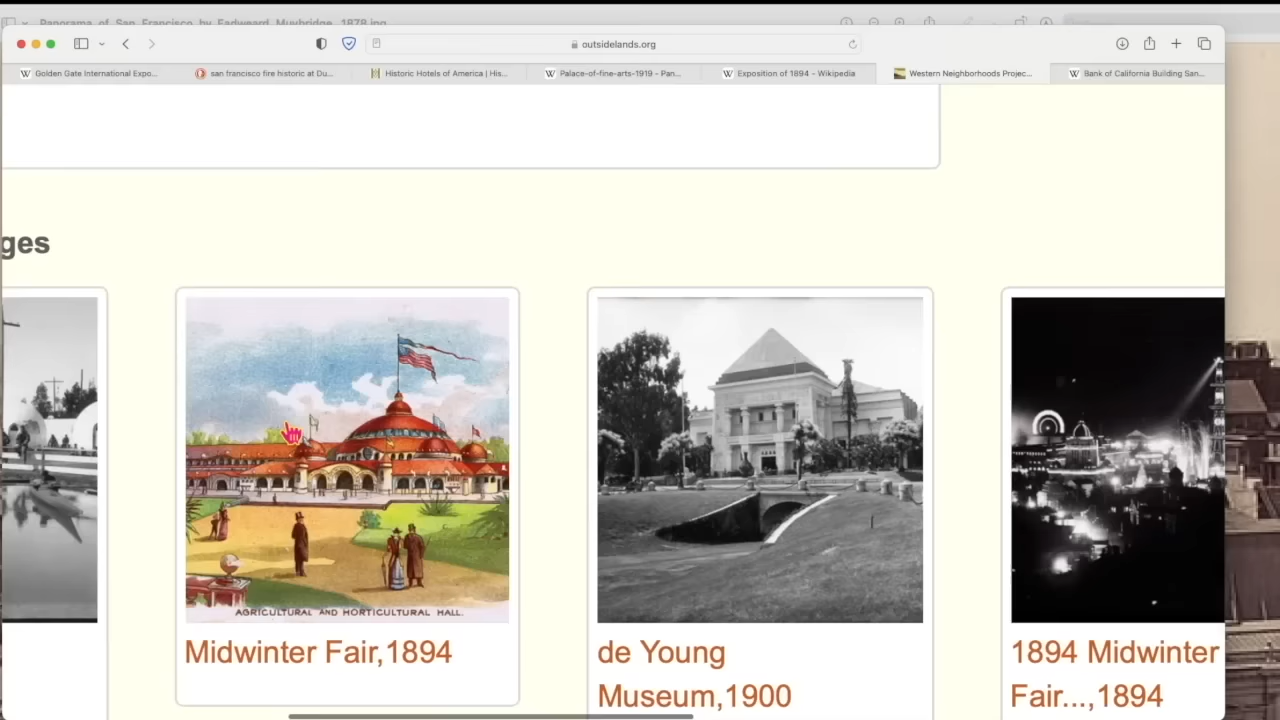 Panorama_of_San_Francisco_by_Eadweard_Muybridge_1878.jpg
outsidelands.org
Golden Gate International Expo...
san francisco fire historic at Du...
Historic Hotels of America | His...
Palace-of-fine-arts-1919 - Pan...
Exposition of 1894 - Wikipedia
Western Neighborhoods Projec...
Bank of California Building San...
ges
AGRICULTURAL AND HORTICULTURAL HALL.
Midwinter Fair,1894
de Young
Museum,1900
1894 Midwinter
Fair...,1894